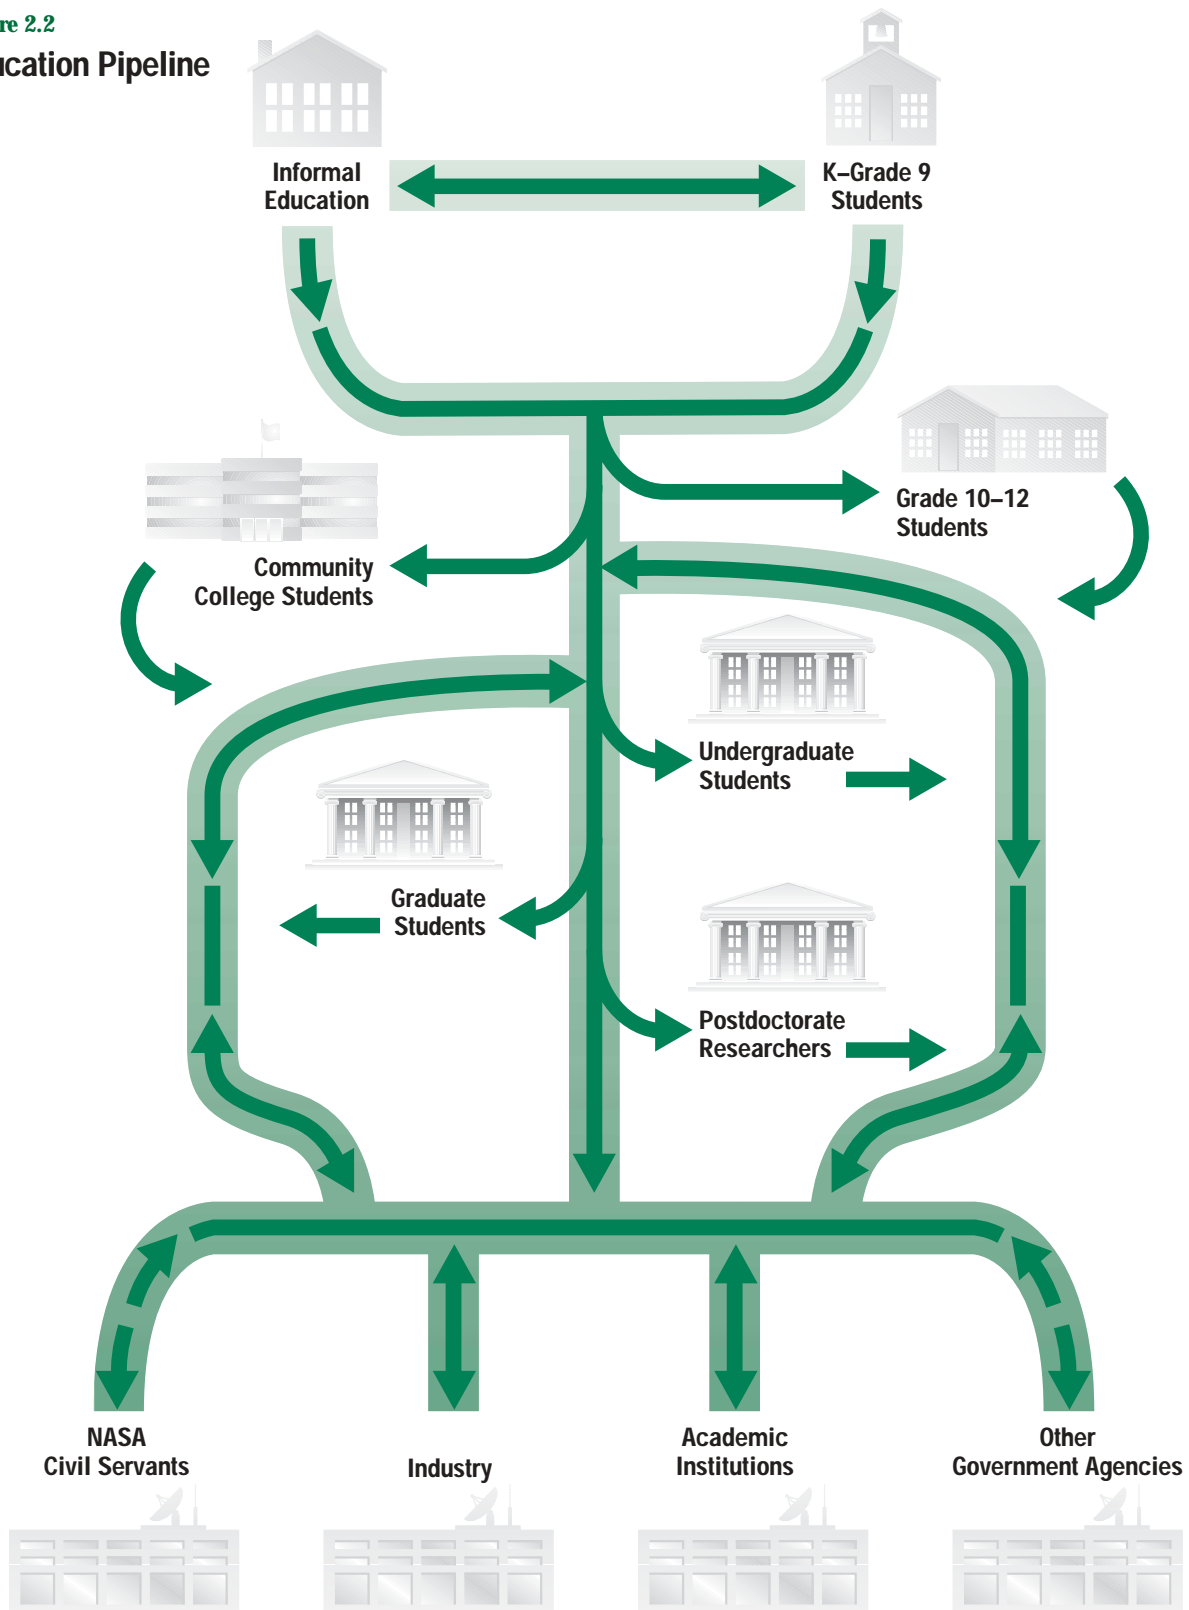 re 2.2
ucation Pipeline
Informal
Education
K–Grade 9
Students
Grade 10–12
Students
Community
College Students
Undergraduate
Students
Graduate
Students
Postdoctorate
Researchers
NASA
Civil Servants
Industry
Academic
Institutions
Other
Government Agencies